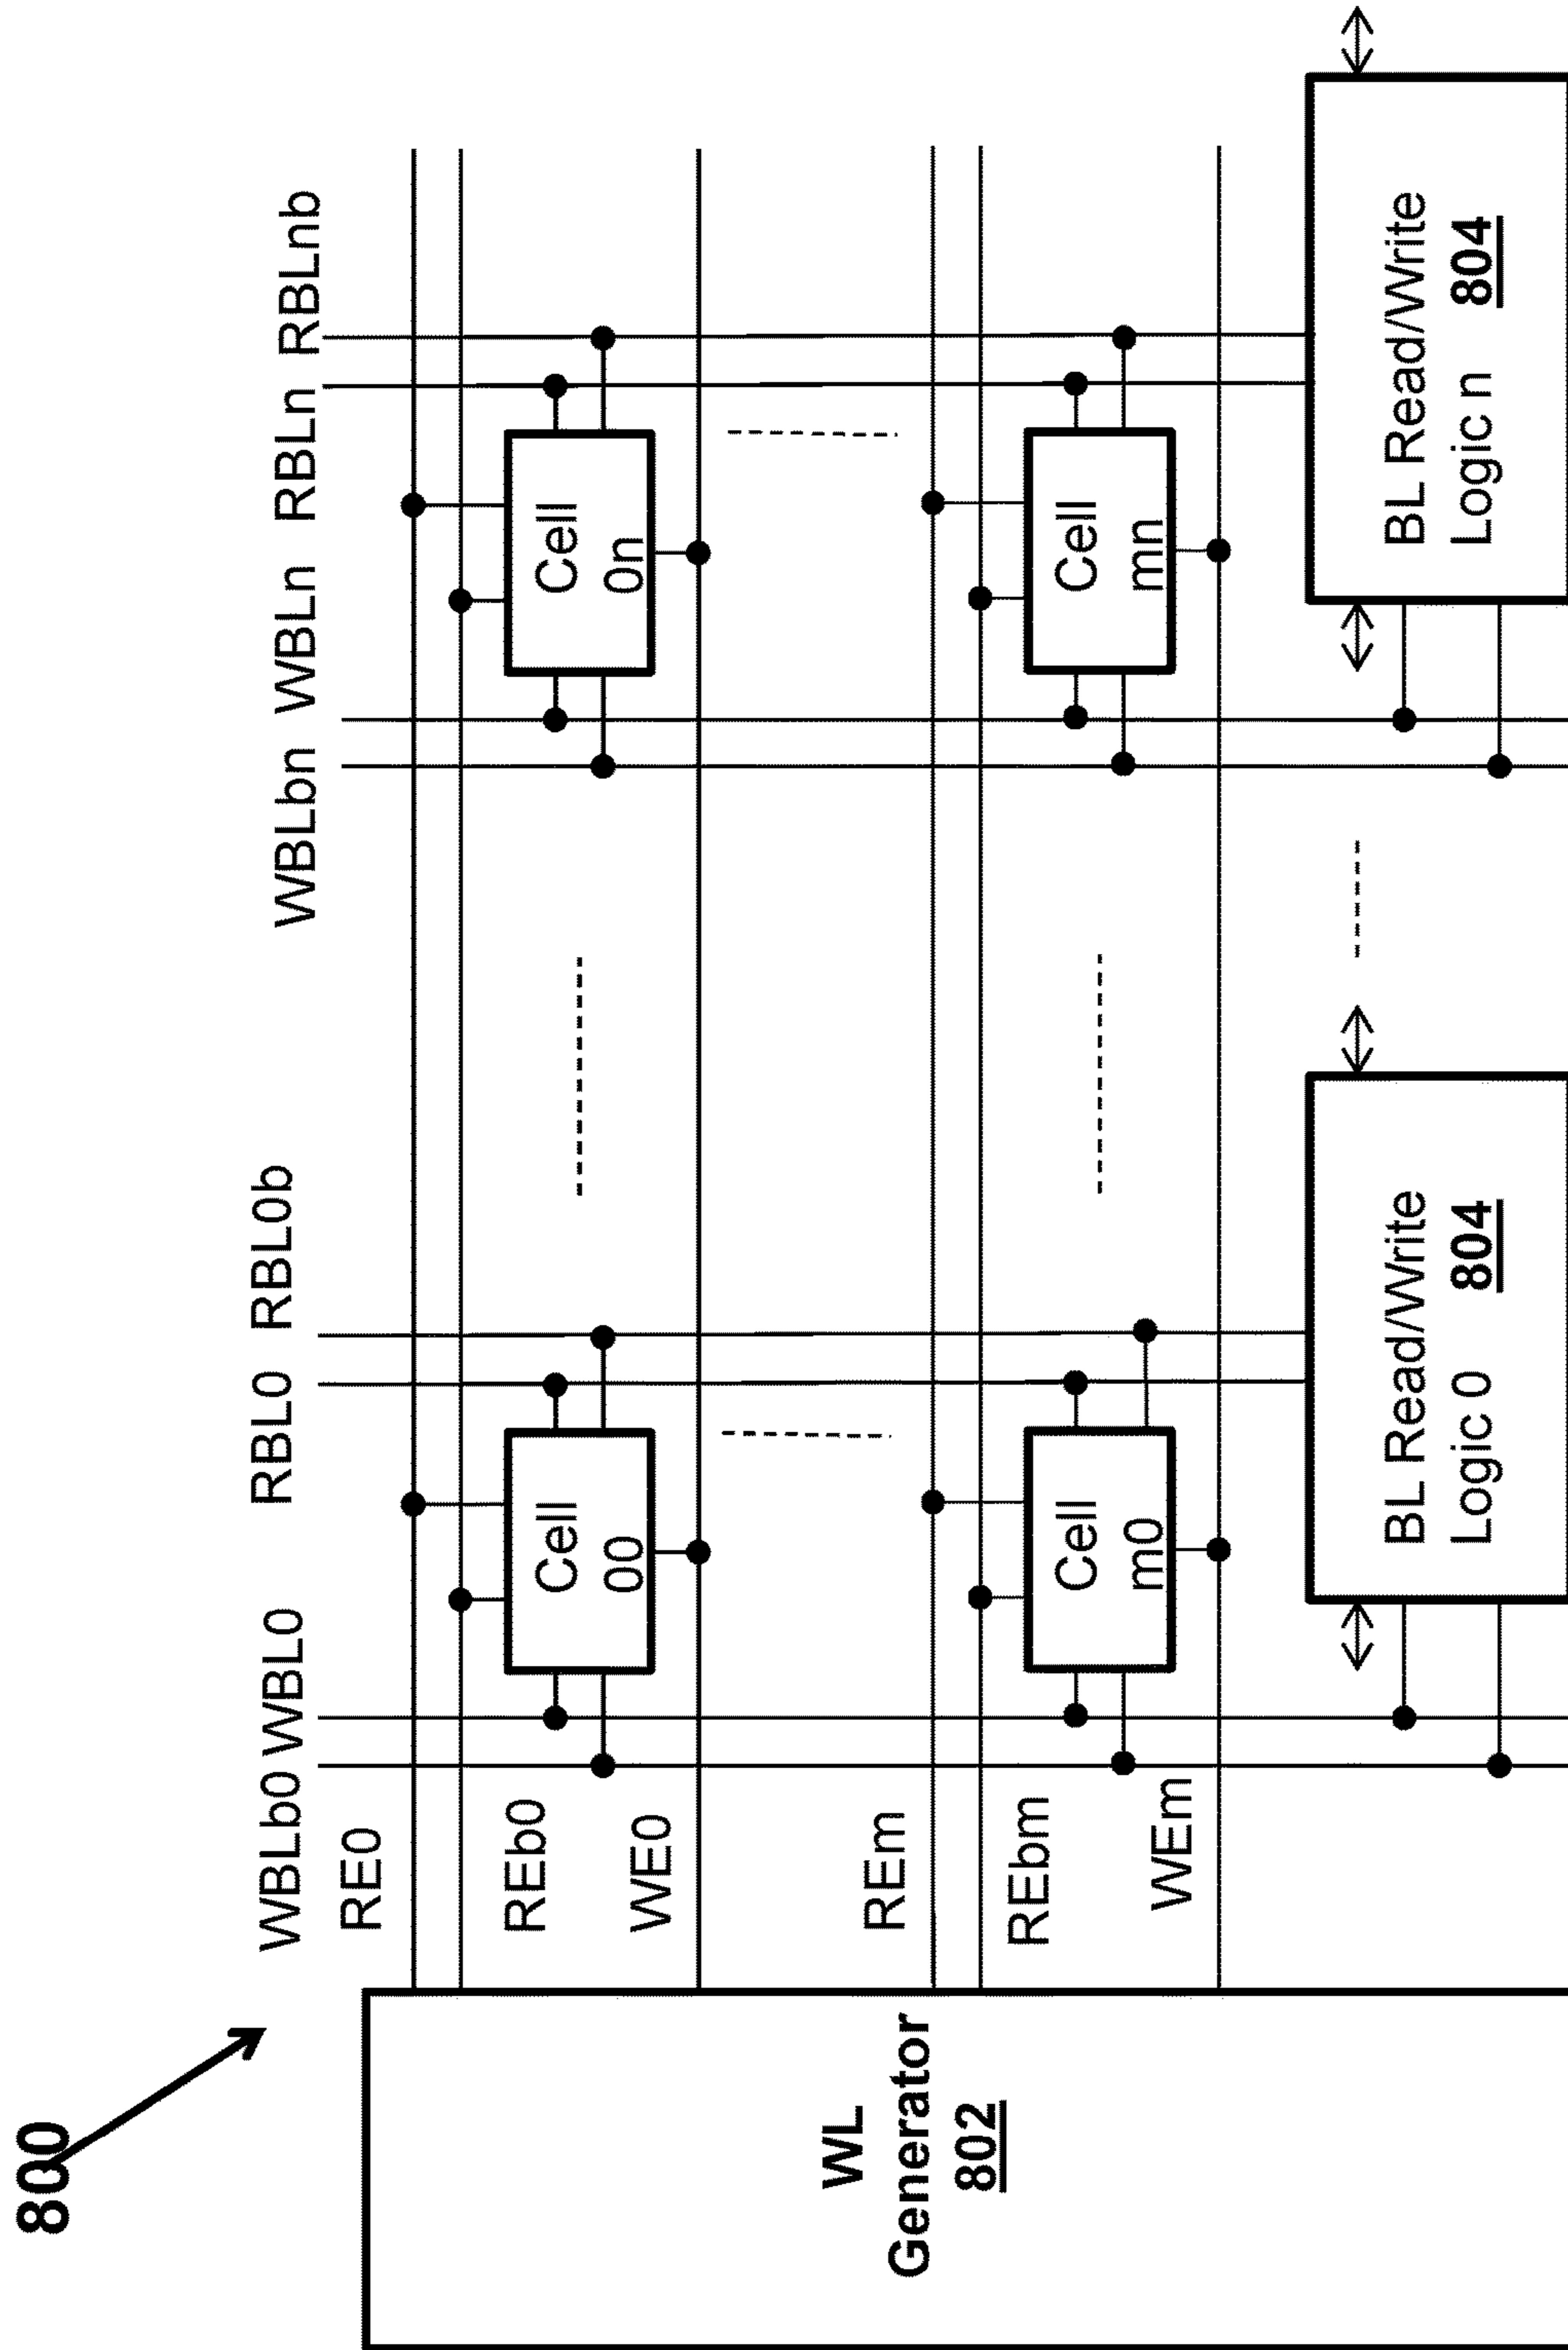 800
WBLb0 WBL0 RBL0 RBL0b WBLbn WBLn RBLn RBLnb
RE0
REb0
Cell
00
Cell
0n
WE0
REm
REbm
Cell
m0
Cell
mn
WEm
WL
Generator
802
BL Read/Write
Logic 0 804
BL Read/Write
Logic n 804